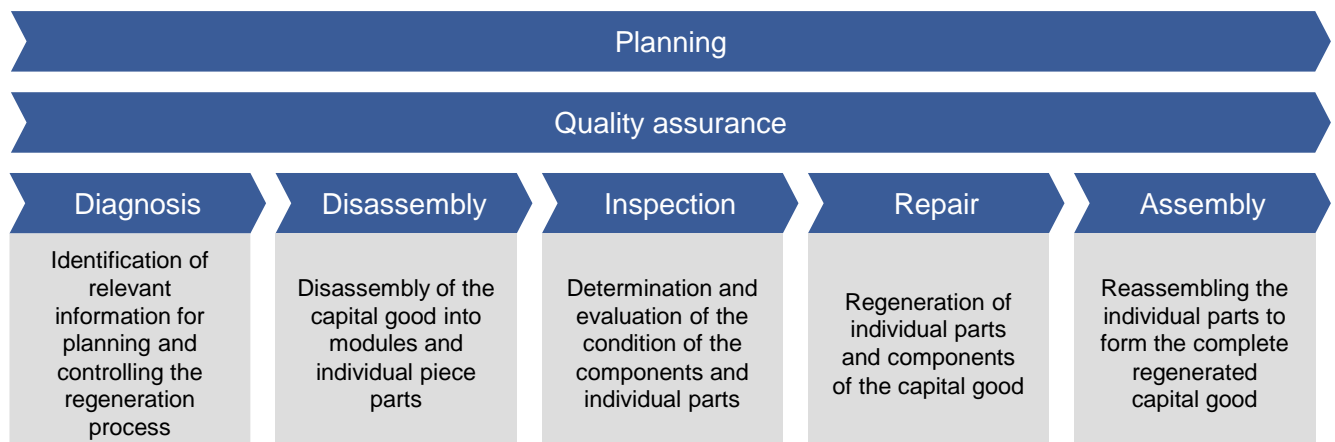 Planning
Quality assurance
Diagnosis
Identification of
relevant
information for
planning and
controlling the
regeneration
process
Disassembly
Disassembly of the
capital good into
modules and
individual piece
parts
Inspection
Determination and
evaluation of the
condition of the
components and
individual parts
Repair
Regeneration of
individual parts
and components
of the capital good
Assembly
Reassembling the
individual parts to
form the complete
regenerated
capital good